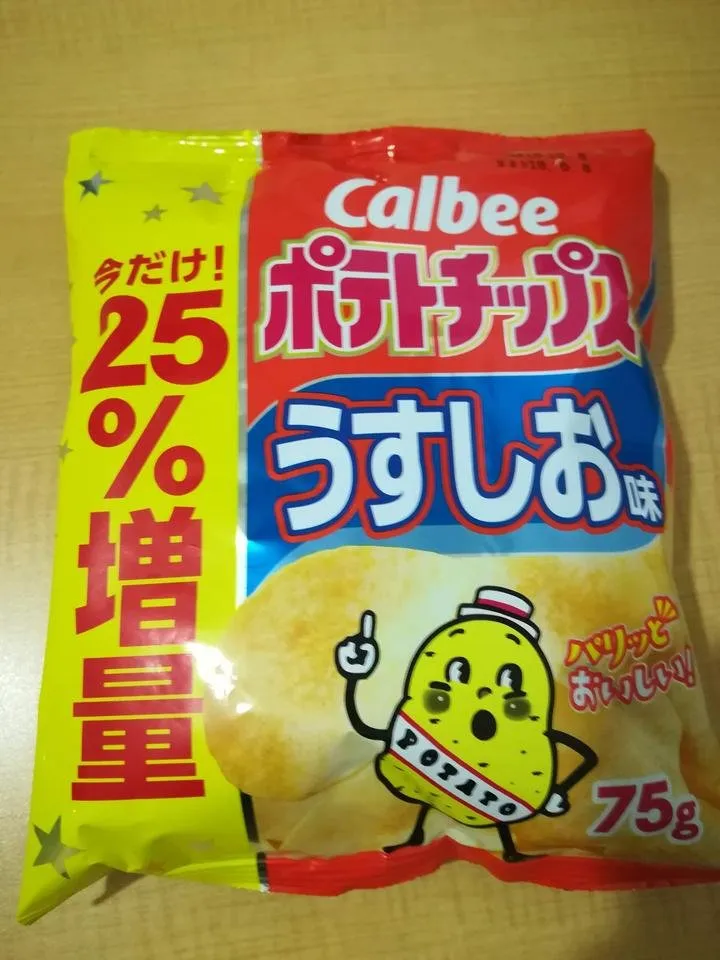 今だけ!
25
%
増
量
Calbee
ポテトチップス
うすしお味
パリッと
おいしい!
POTATO
75g